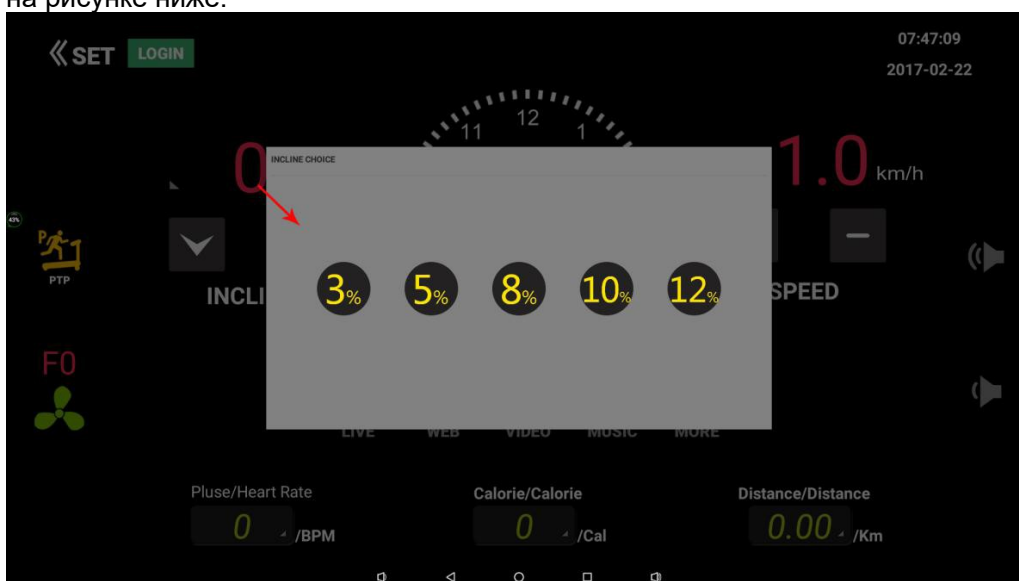 на рисунке ниже.
SET LOGIN
07:47:09
2017-02-22
11 12 1
0
1.0 km/h
INCLINE CHOICE
43%
P
PTP
3% 5% 8% 10% 12%
INCLI
SPEED
F0
LIVE WEB VIDEO MUSIC MORE
Pluse/Heart Rate Calorie/Calorie Distance/Distance
0 /BPM 0 /Cal 0.00 /Km